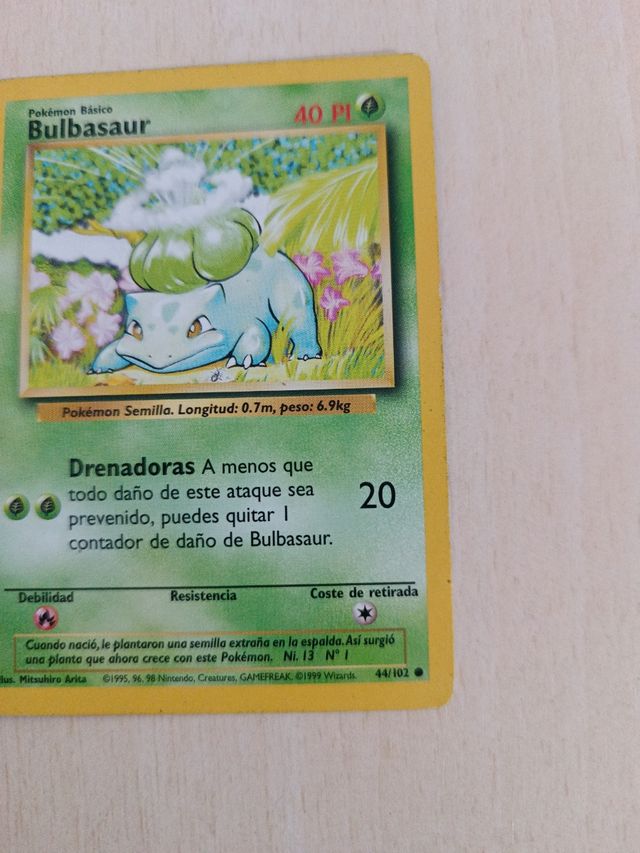 Pokémon Básico
Bulbasaur 40 PI
Pokémon Semilla. Longitud: 0.7m, peso: 6.9kg
Drenadoras A menos que
todo daño de este ataque sea
prevenido, puedes quitar 1
contador de daño de Bulbasaur.
20
Debilidad Resistencia Coste de retirada
Cuando nació, le plantaron una semilla extraña en la espalda. Así surgió
una planta que ahora crece con este Pokémon. Ni. 13 N° 1
Ilus. Mitsuhiro Arita ©1995, 96, 98 Nintendo, Creatures, GAMEFREAK. ©1999 Wizards. 44/102